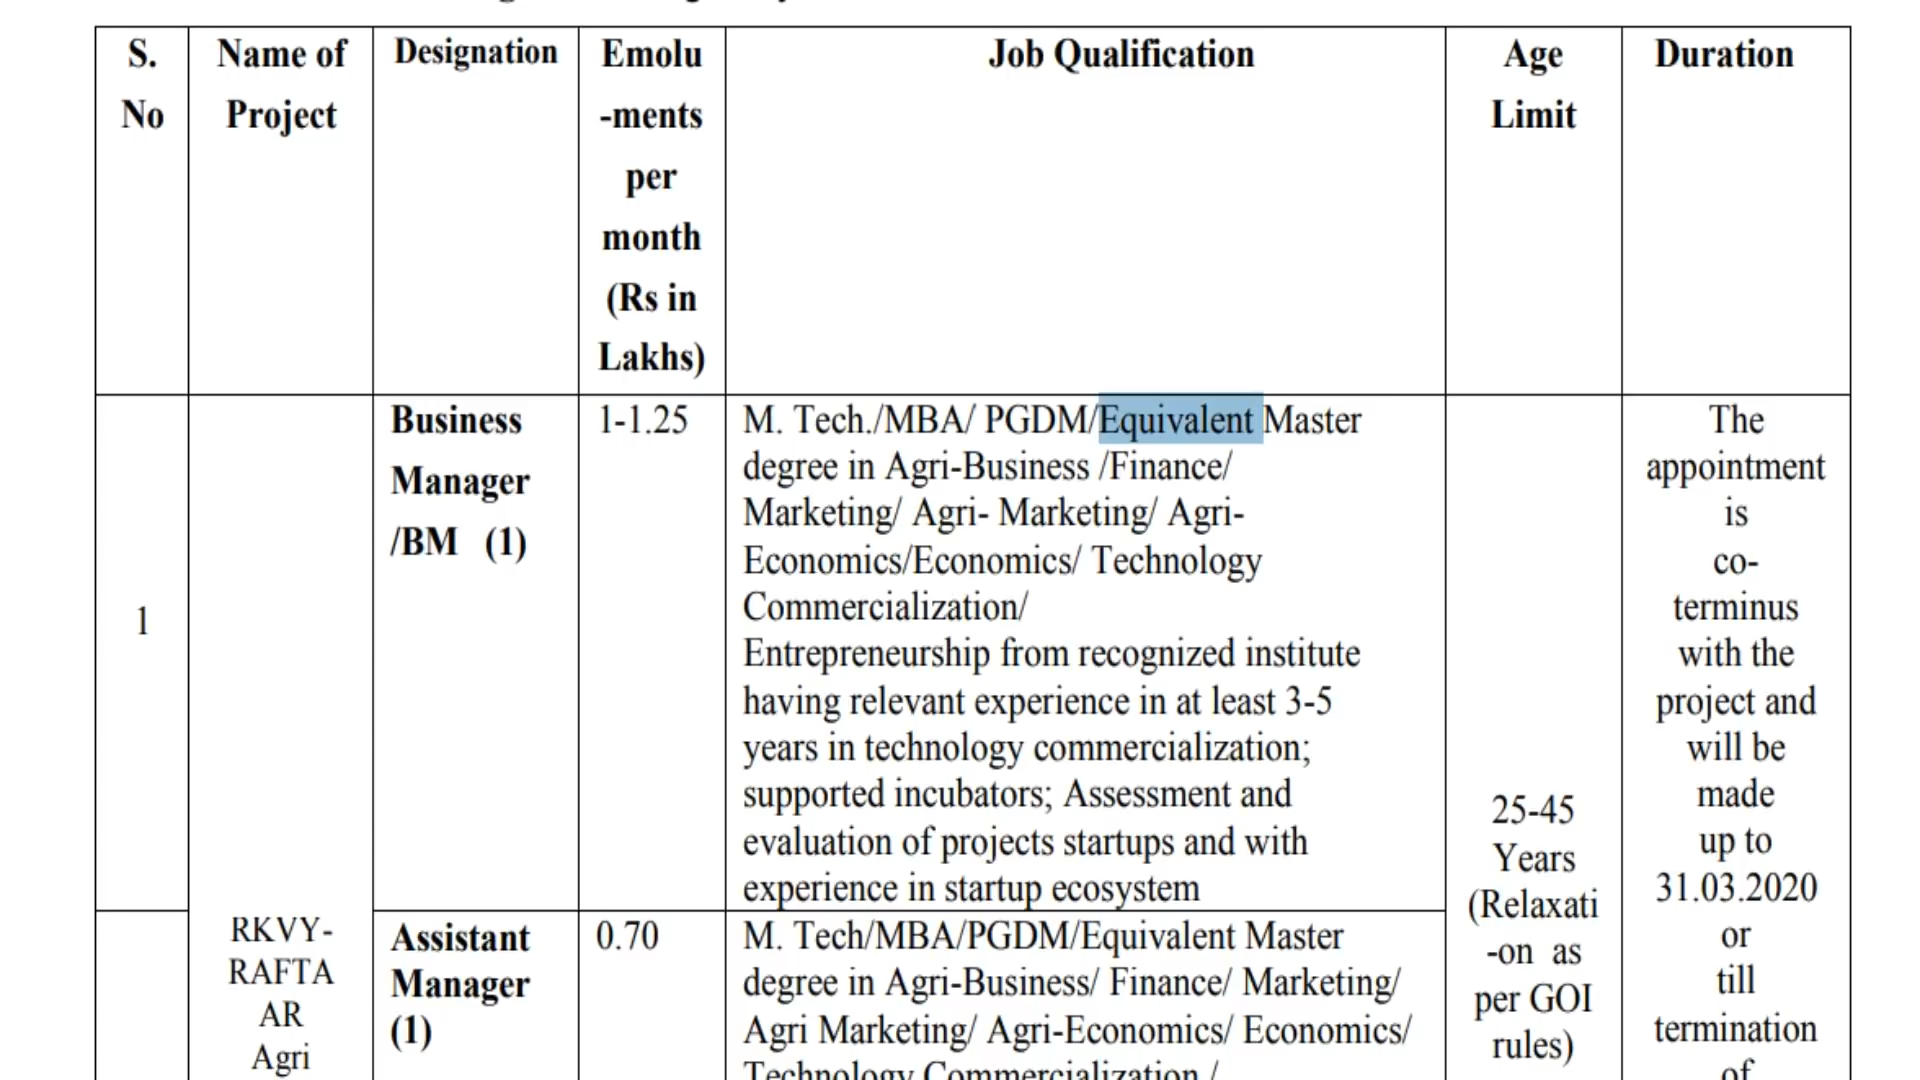 S.
No
Name of
Project
Designation
Emolu
-ments
per
month
(Rs in
Lakhs)
Job Qualification
Age
Limit
Duration
1
Business
Manager
/BM (1)
1-1.25
M. Tech./MBA/ PGDM/Equivalent Master
degree in Agri-Business /Finance/
Marketing/ Agri- Marketing/ Agri-
Economics/Economics/ Technology
Commercialization/
Entrepreneurship from recognized institute
having relevant experience in at least 3-5
years in technology commercialization;
supported incubators; Assessment and
evaluation of projects startups and with
experience in startup ecosystem
RKVY-
RAFTA
AR
Agri
Assistant
Manager
(1)
0.70
M. Tech/MBA/PGDM/Equivalent Master
degree in Agri-Business/ Finance/ Marketing/
Agri Marketing/ Agri-Economics/ Economics/
Technology Commercialization /
25-45
Years
(Relaxati
-on as
per GOI
rules)
The
appointment
is
co-
terminus
with the
project and
will be
made
up to
31.03.2020
or
till
termination
of